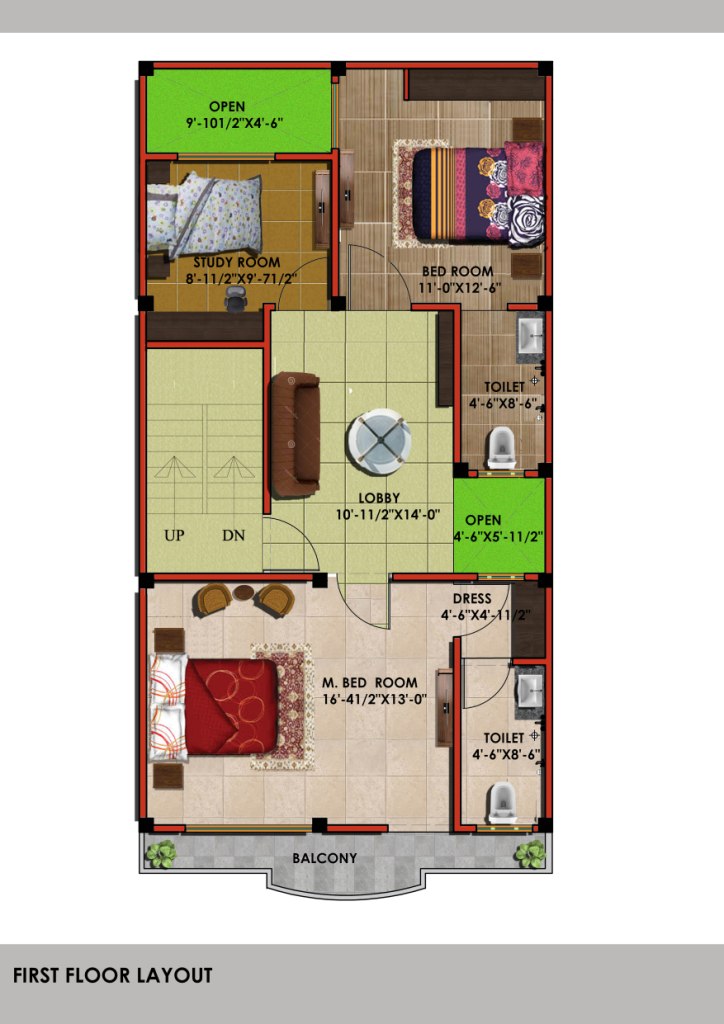 OPEN
9'-101/2"X4'-6"
STUDY ROOM
8'-11/2"X9'-71/2"
BED ROOM
11'-0"X12'-6"
TOILET
4'-6"X8'-6"
LOBBY
10'-11/2"X14'-0"
OPEN
4'-6"X5'-11/2"
UP
DN
DRESS
4'-6"X4'-11/2"
M. BED ROOM
16'-41/2"X13'-0"
TOILET
4'-6"X8'-6"
BALCONY
FIRST FLOOR LAYOUT